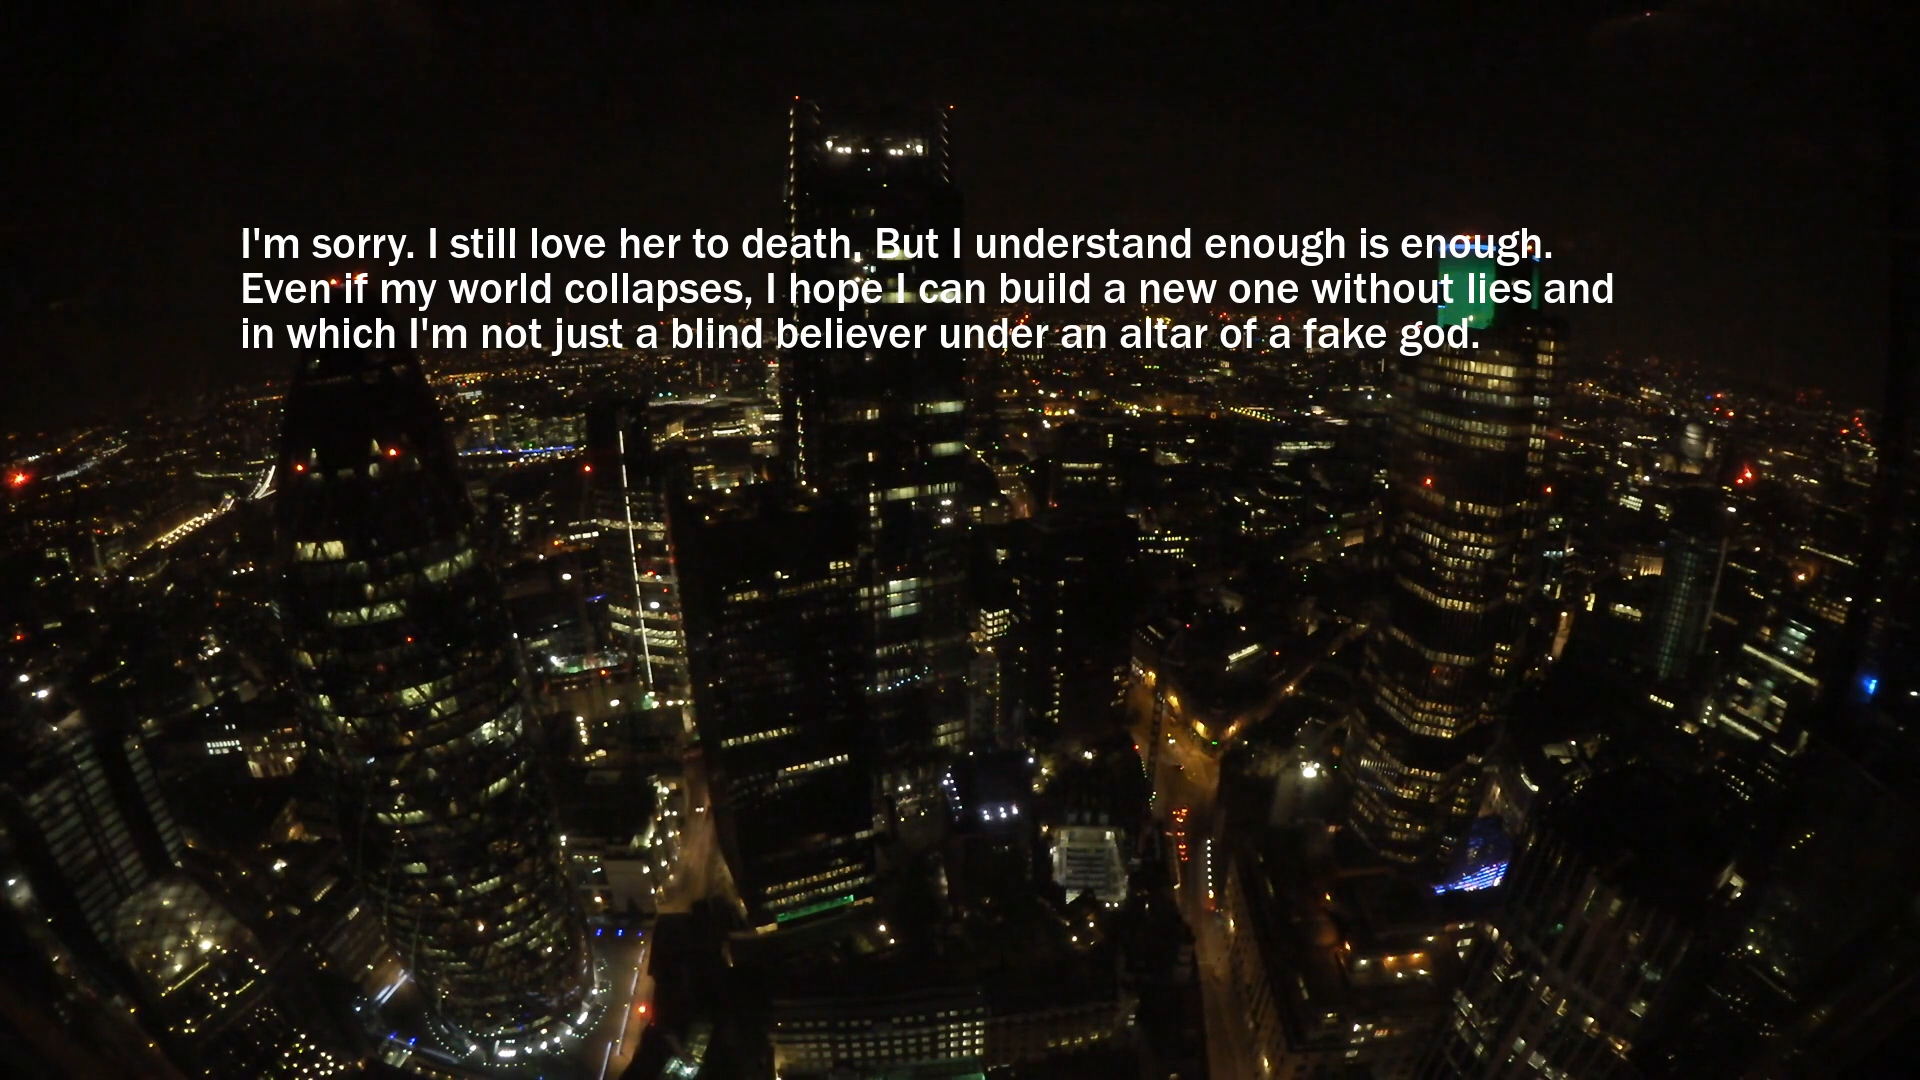 I'm sorry. I still love her to death. But I understand enough is enough.
Even if my world collapses, I hope I can build a new one without lies and
in which I'm not just a blind believer under an altar of a fake god.